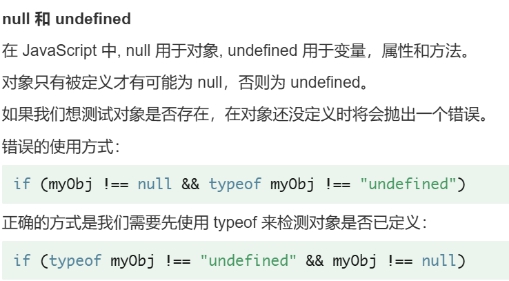 null 和 undefined
在 JavaScript 中, null 用于对象, undefined 用于变量，属性和方法。
对象只有被定义才有可能为 null，否则为 undefined。
如果我们想测试对象是否存在，在对象还没定义时将会抛出一个错误。
错误的使用方式：
if (myObj !== null && typeof myObj !== "undefined")
正确的方式是我们需要先使用 typeof 来检测对象是否已定义：
if (typeof myObj !== "undefined" && myObj !== null)